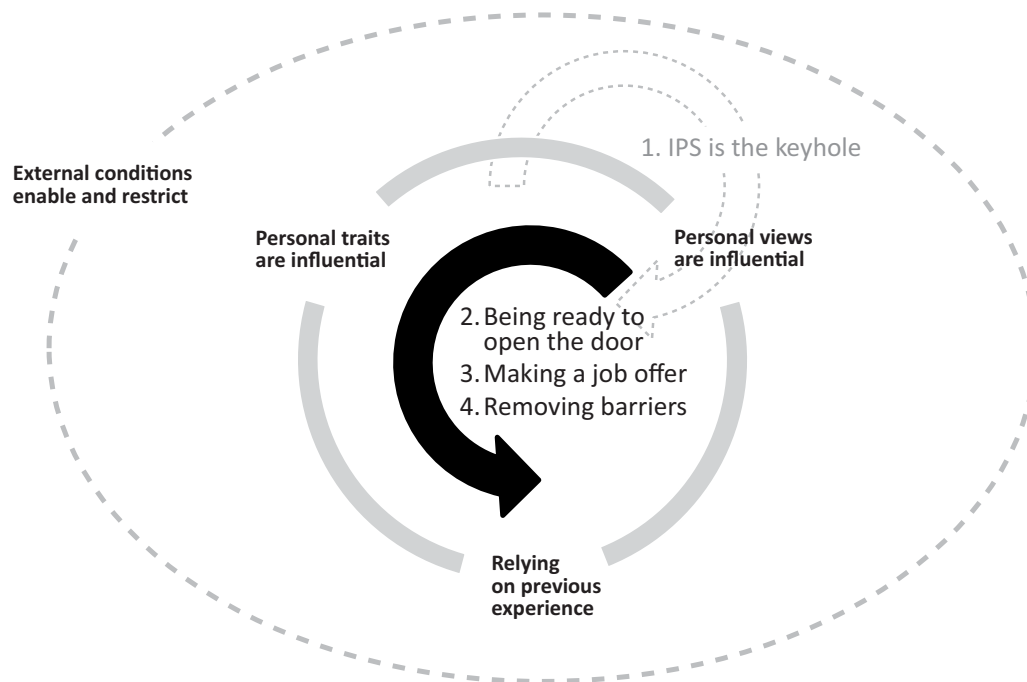 1. IPS is the keyhole
External conditions
enable and restrict
Personal traits
are influential
Personal views
are influential
2. Being ready to
open the door
3. Making a job offer
4. Removing barriers
Relying
on previous
experience